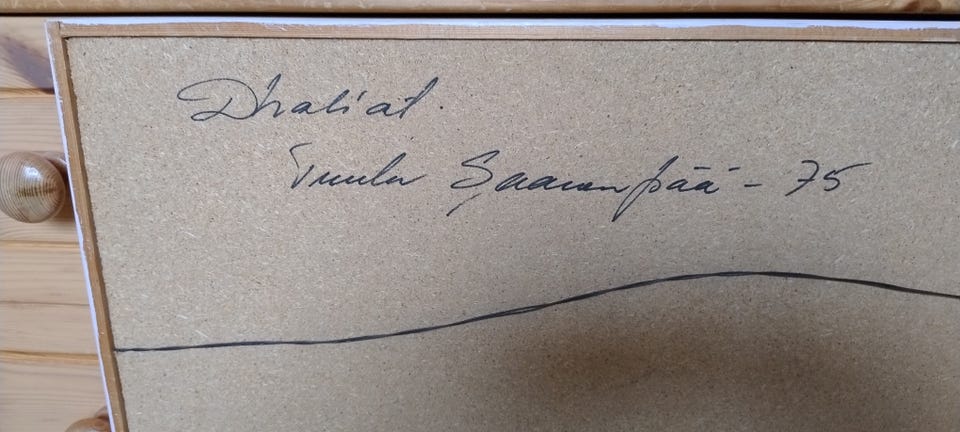 Dhaliat.
Tuula Saarenpää - 75